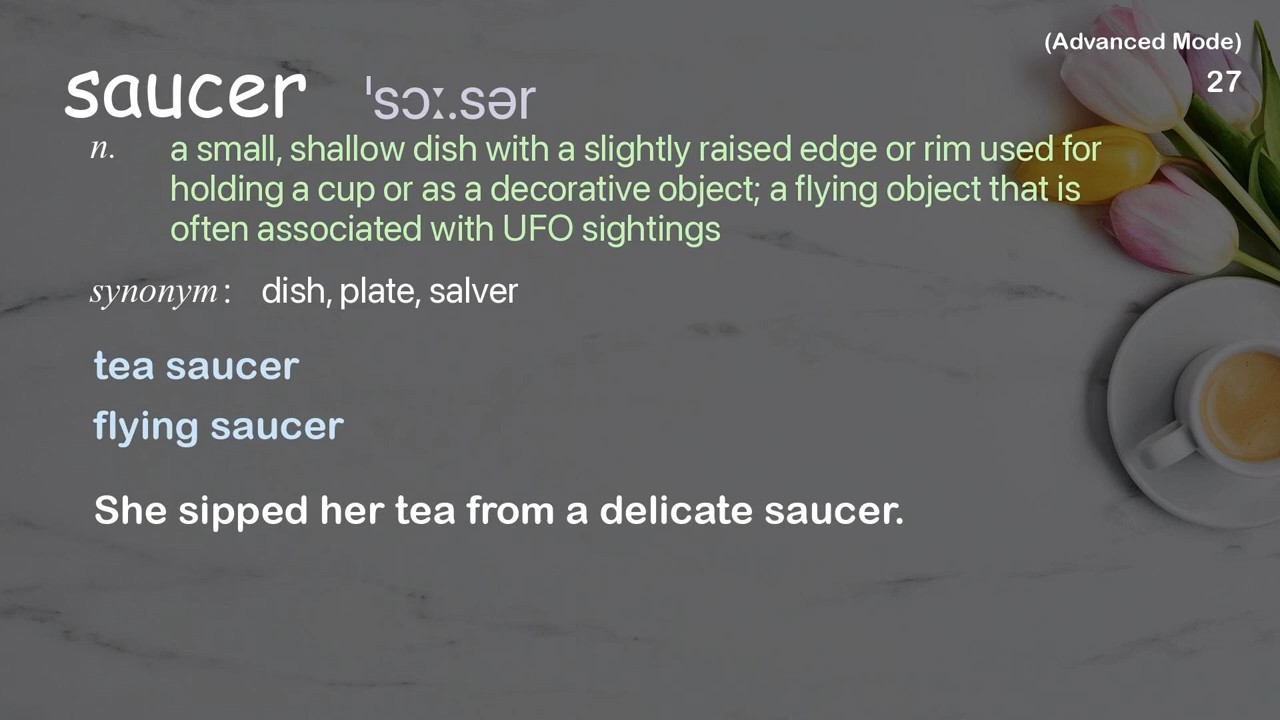 (Advanced Mode)
27
saucer ˈsɔː.sər
n. a small, shallow dish with a slightly raised edge or rim used for
holding a cup or as a decorative object; a flying object that is
often associated with UFO sightings
synonym: dish, plate, salver
tea saucer
flying saucer
She sipped her tea from a delicate saucer.